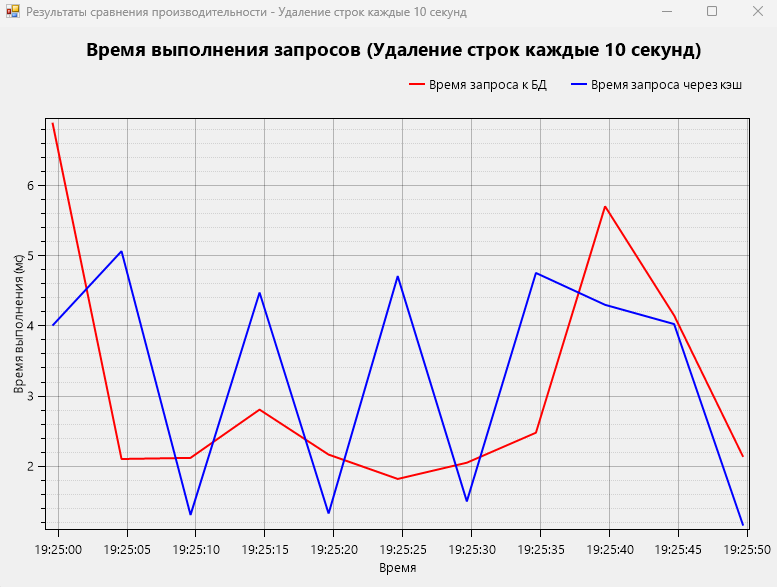 Результаты сравнения производительности - Удаление строк каждые 10 секунд
Время выполнения запросов (Удаление строк каждые 10 секунд)
Время запроса к БД
Время запроса через кэш
6
5
4
3
2
Время выполнения (мс)
19:25:00
19:25:05
19:25:10
19:25:15
19:25:20
19:25:25
19:25:30
19:25:35
19:25:40
19:25:45
19:25:50
Время